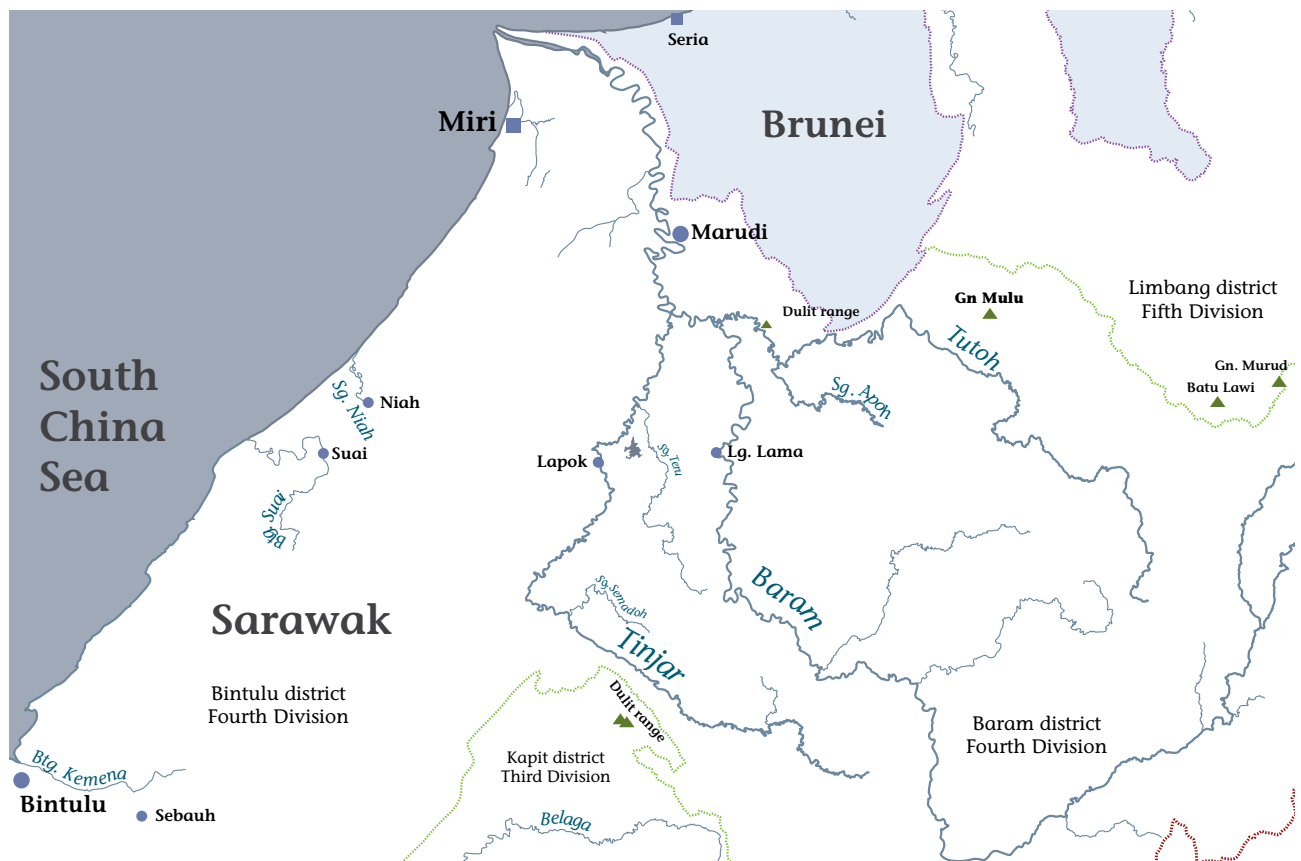 Seria
Miri
Brunei
Marudi
Limbang district
Fifth Division
Gn Mulu
Dulit range
Tutoh
Gn. Murud
Batu Lawi
South
China
Sea
Sg. Niah
Niah
Sg. Apoh
Suai
Lapok
Sg. Teru
Lg. Lama
Btg. Suai
Sg. Semadoh
Baram
Sarawak
Tinjar
Bintulu district
Fourth Division
Dulit range
Baram district
Fourth Division
Kapit district
Third Division
Btg. Kemena
Bintulu
Sebauh
Belaga